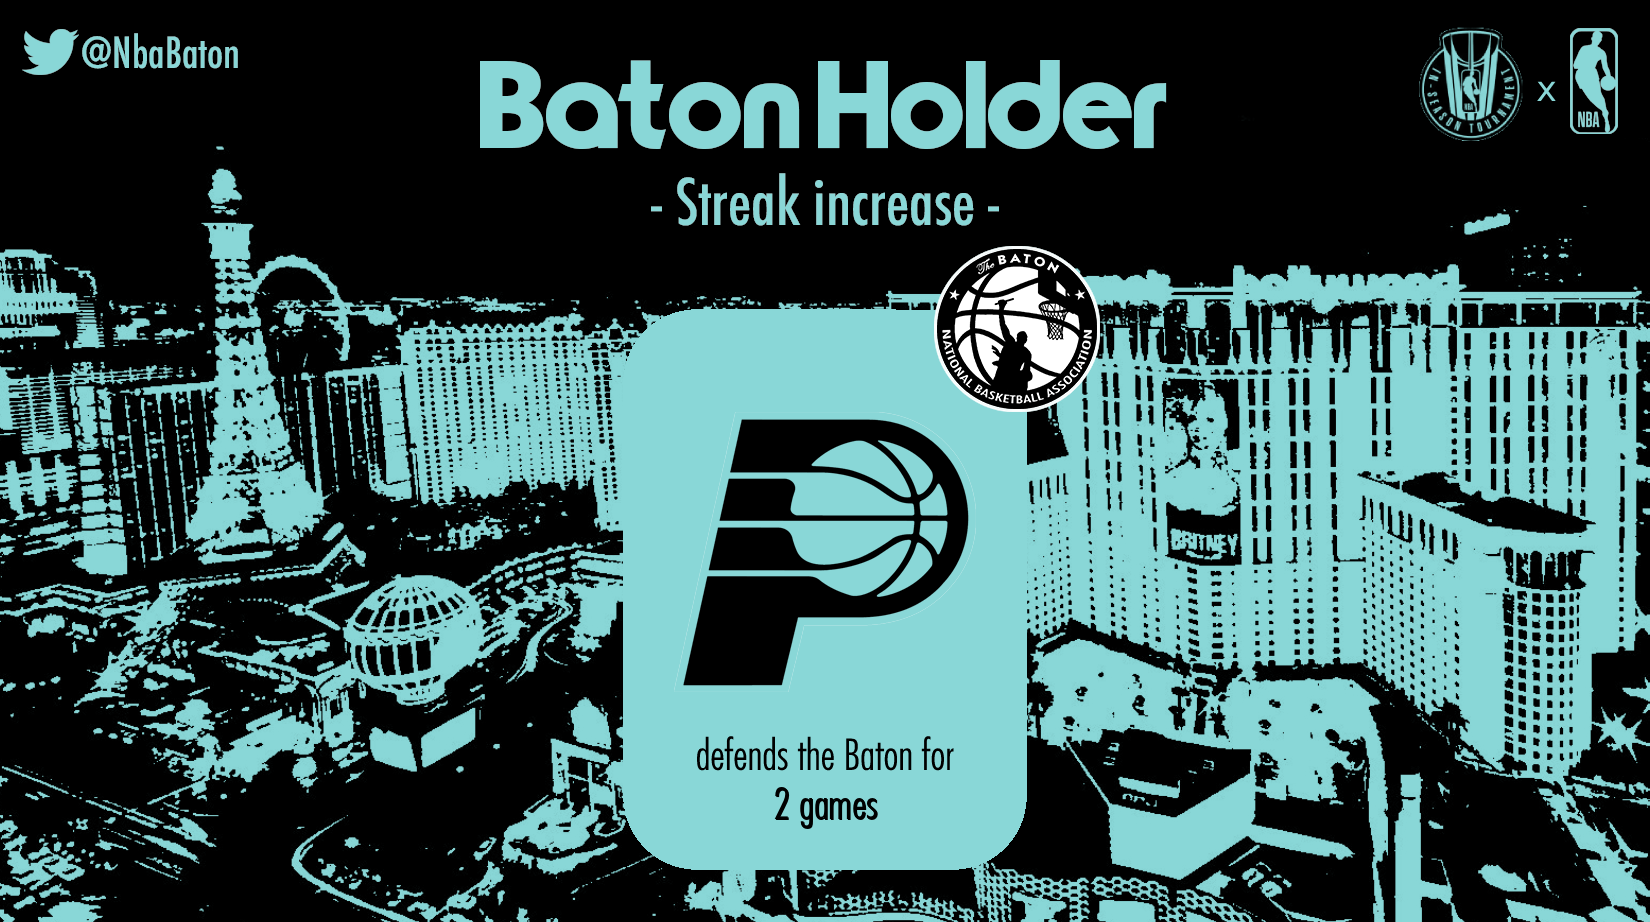 @NbaBaton
Baton Holder
- Streak increase -
IN-SEASON TOURNAMENT
NBA
x
NBA
The BATON
NATIONAL BASKETBALL ASSOCIATION
BRITNEY
defends the Baton for
2 games